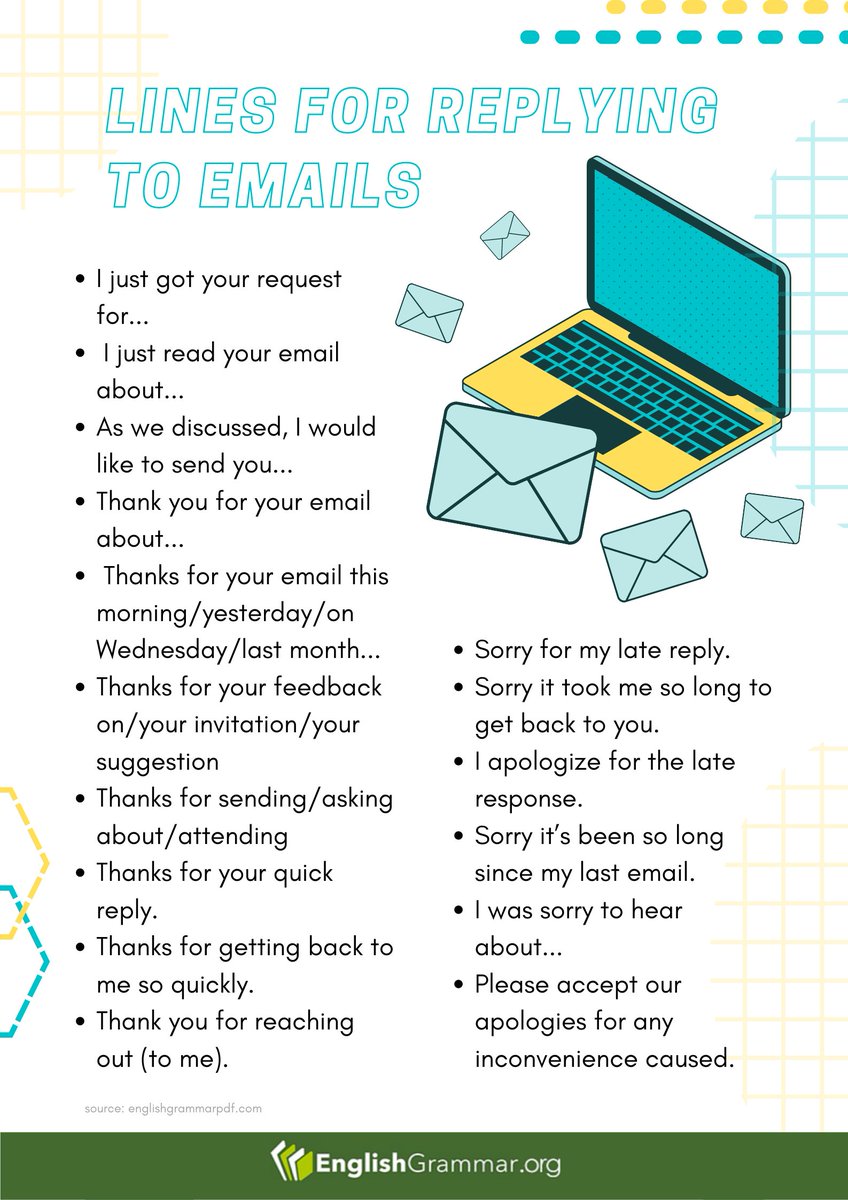 LINES FOR REPLYING
TO EMAILS
• I just got your request
for...
• I just read your email
about...
• As we discussed, I would
like to send you...
• Thank you for your email
about...
• Thanks for your email this
morning/yesterday/on
Wednesday/last month...
• Thanks for your feedback
on/your invitation/your
suggestion
• Thanks for sending/asking
about/attending
• Thanks for your quick
reply.
• Thanks for getting back to
me so quickly.
• Thank you for reaching
out (to me).
• Sorry for my late reply.
• Sorry it took me so long to
get back to you.
• I apologize for the late
response.
• Sorry it’s been so long
since my last email.
• I was sorry to hear
about...
• Please accept our
apologies for any
inconvenience caused.
source: englishgrammarpdf.com
EnglishGrammar.org